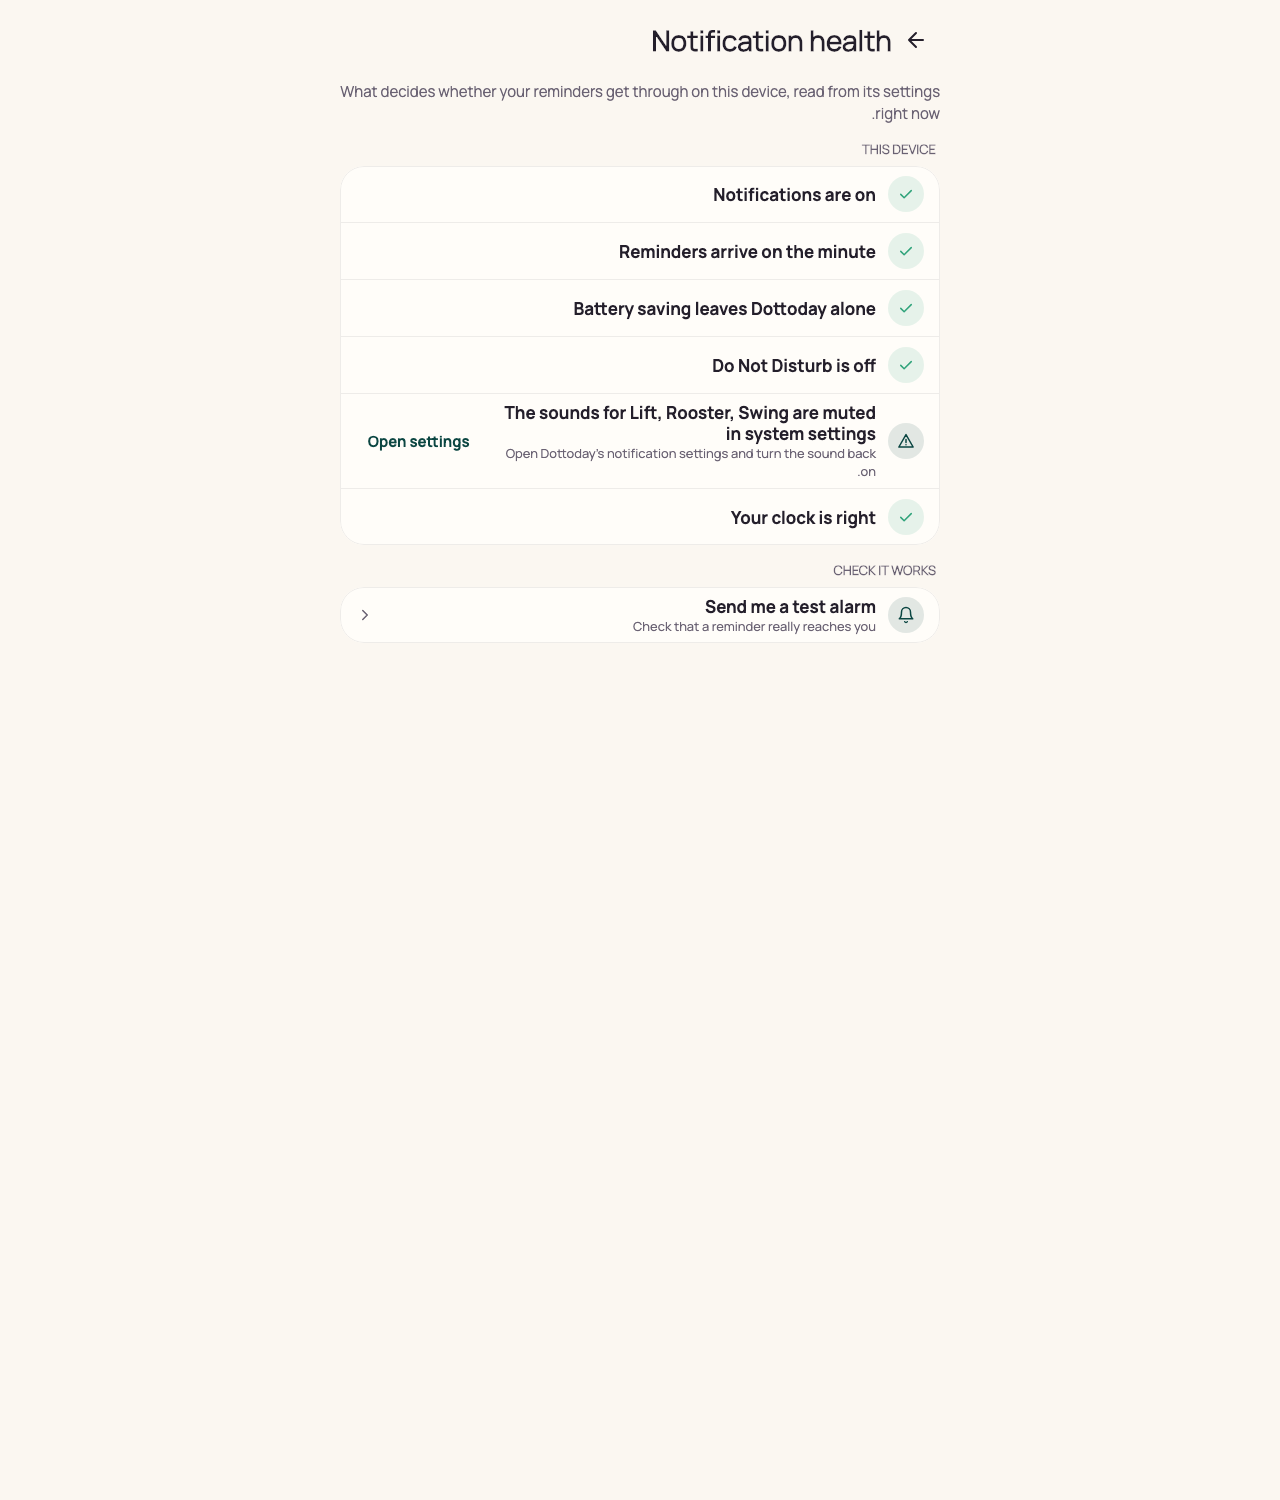 Notification health
What decides whether your reminders get through on this device, read from its settings
.right now
THIS DEVICE
Notifications are on
Reminders arrive on the minute
Battery saving leaves Dottoday alone
Do Not Disturb is off
The sounds for Lift, Rooster, Swing are muted
in system settings
Open Dottoday's notification settings and turn the sound back
.on
Open settings
Your clock is right
CHECK IT WORKS
Send me a test alarm
Check that a reminder really reaches you